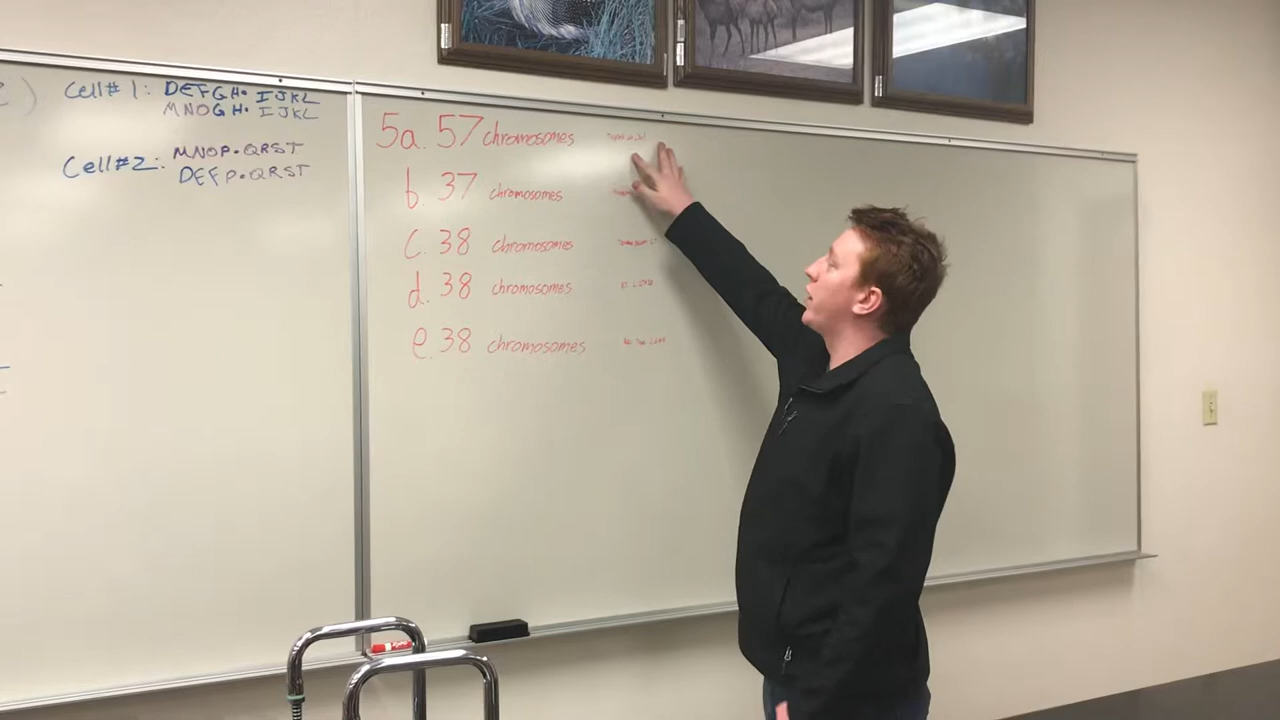 Cell# 1: DEFGH• IJKL
MNOGH• IJKL
Cell#2: MNOP•QRST
DEFP•QRST
5a. 57 chromosomes
b. 37 chromosomes
c. 38 chromosomes
d. 38 chromosomes
e. 38 chromosomes